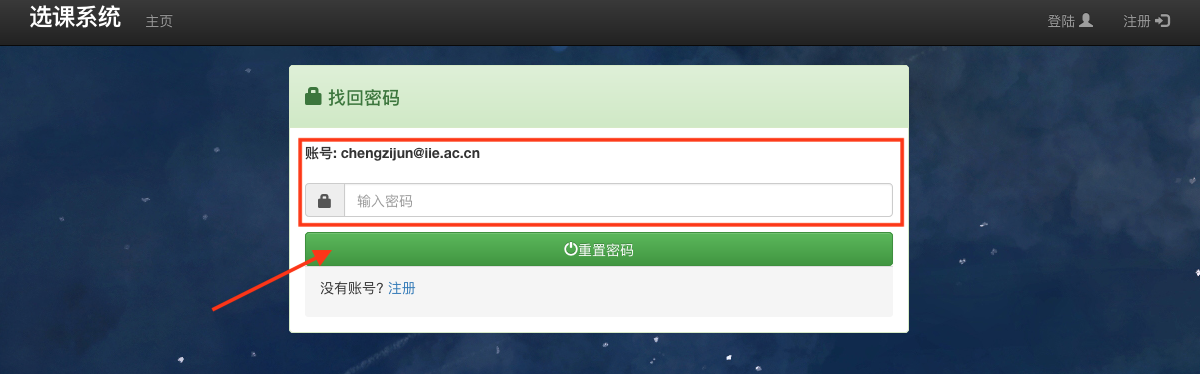 选课系统 主页 登陆 注册
找回密码
账号: chengzijun@iie.ac.cn
输入密码
重置密码
没有账号? 注册